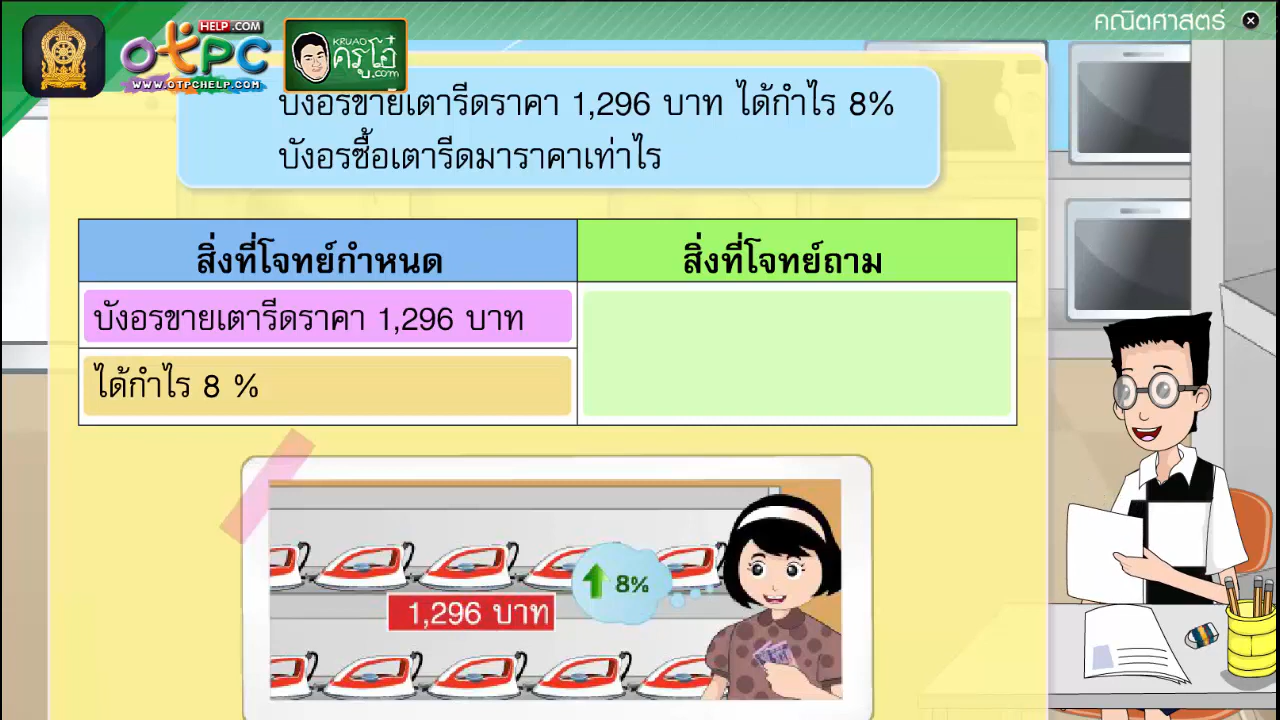 คณิตศาสตร์
HELP.COM
OTPC
WWW.OTPCHELP.COM
KRUAO
ครูโอ๋
.com
บังอรขายเตารีดราคา 1,296 บาท ได้กำไร 8%
บังอรซื้อเตารีดมาราคาเท่าไร
สิ่งที่โจทย์กำหนด
สิ่งที่โจทย์ถาม
บังอรขายเตารีดราคา 1,296 บาท
ได้กำไร 8 %
8%
1,296 บาท